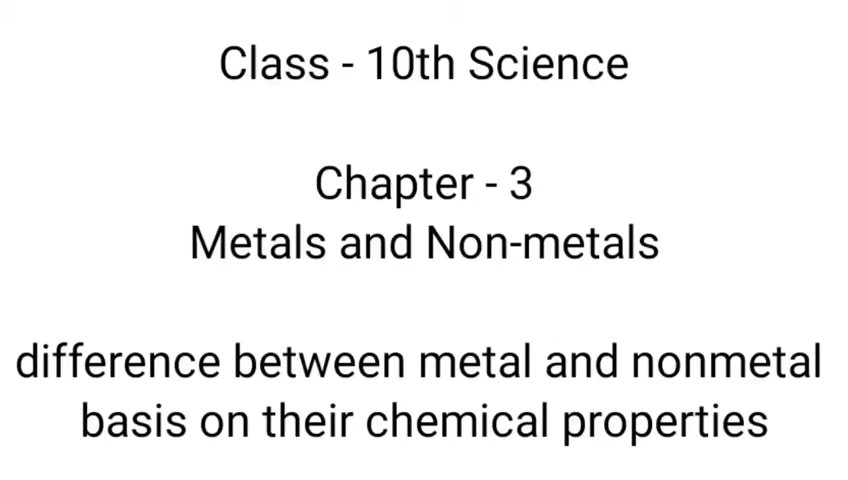 Class - 10th Science
Chapter - 3
Metals and Non-metals
difference between metal and nonmetal
basis on their chemical properties